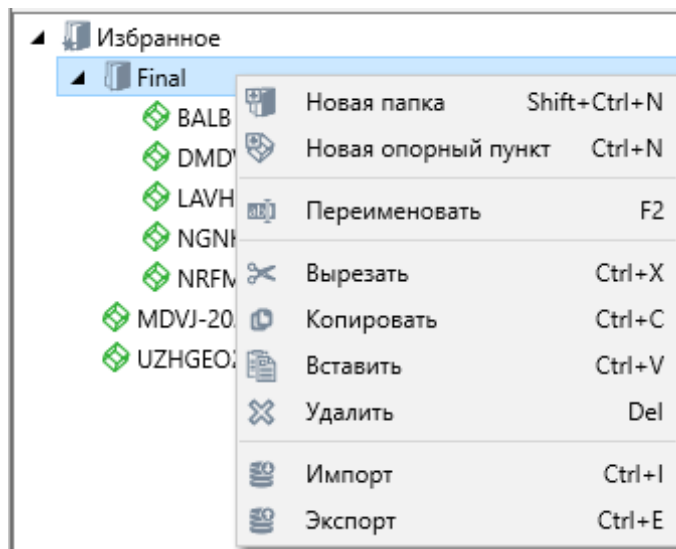 Избранное
Final
BALB
Новая папка Shift+Ctrl+N
DMD
Новая опорный пункт Ctrl+N
LAVH
Переименовать F2
NGN
NRFM
Вырезать Ctrl+X
MDVJ-20
Копировать Ctrl+C
UZHGEO
Вставить Ctrl+V
Удалить Del
Импорт Ctrl+I
Экспорт Ctrl+E